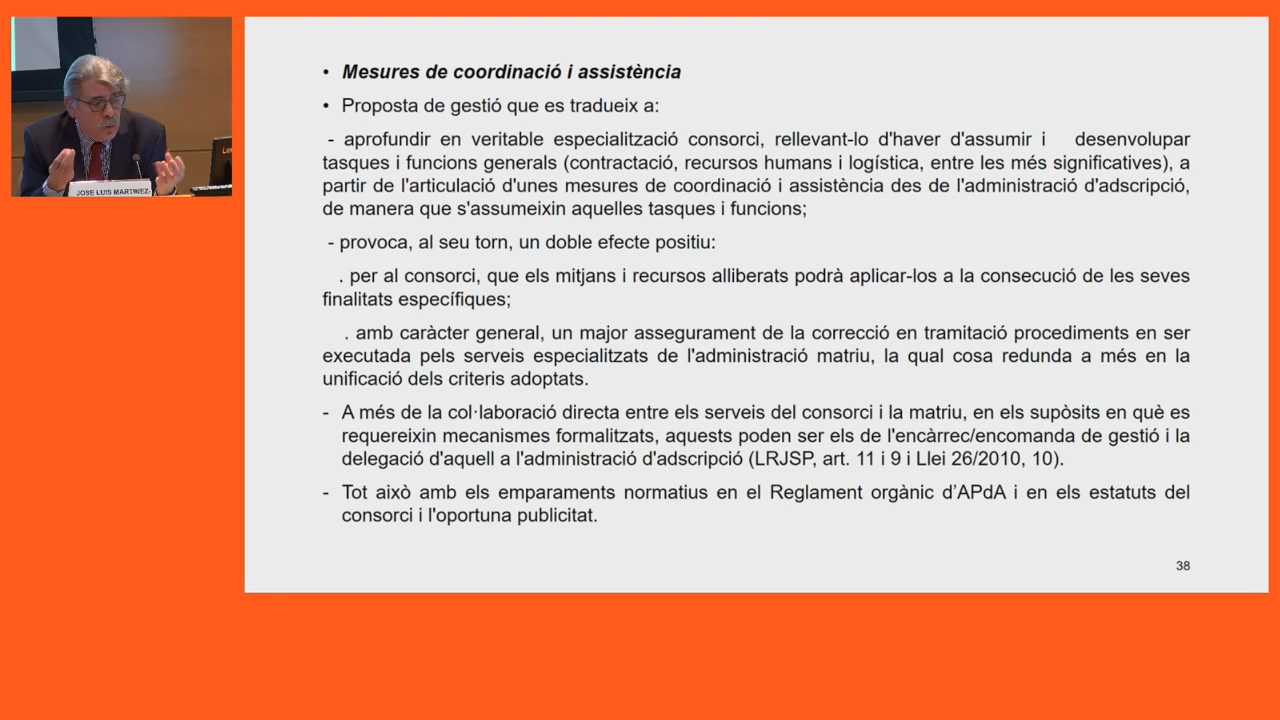 JOSE LUIS MARTINEZ-
• Mesures de coordinació i assistència
• Proposta de gestió que es tradueix a:
- aprofundir en veritable especialització consorci, rellevant-lo d'haver d'assumir i desenvolupar
tasques i funcions generals (contractació, recursos humans i logística, entre les més significatives), a
partir de l'articulació d'unes mesures de coordinació i assistència des de l'administració d'adscripció,
de manera que s'assumeixin aquelles tasques i funcions;
- provoca, al seu torn, un doble efecte positiu:
. per al consorci, que els mitjans i recursos alliberats podrà aplicar-los a la consecució de les seves
finalitats específiques;
. amb caràcter general, un major assegurament de la correcció en tramitació procediments en ser
executada pels serveis especialitzats de l'administració matriu, la qual cosa redunda a més en la
unificació dels criteris adoptats.
- A més de la col·laboració directa entre els serveis del consorci i la matriu, en els supòsits en què es
requereixin mecanismes formalitzats, aquests poden ser els de l'encàrrec/encomanda de gestió i la
delegació d'aquell a l'administració d'adscripció (LRJSP, art. 11 i 9 i Llei 26/2010, 10).
- Tot això amb els emparaments normatius en el Reglament orgànic d’APdA i en els estatuts del
consorci i l'oportuna publicitat.
38